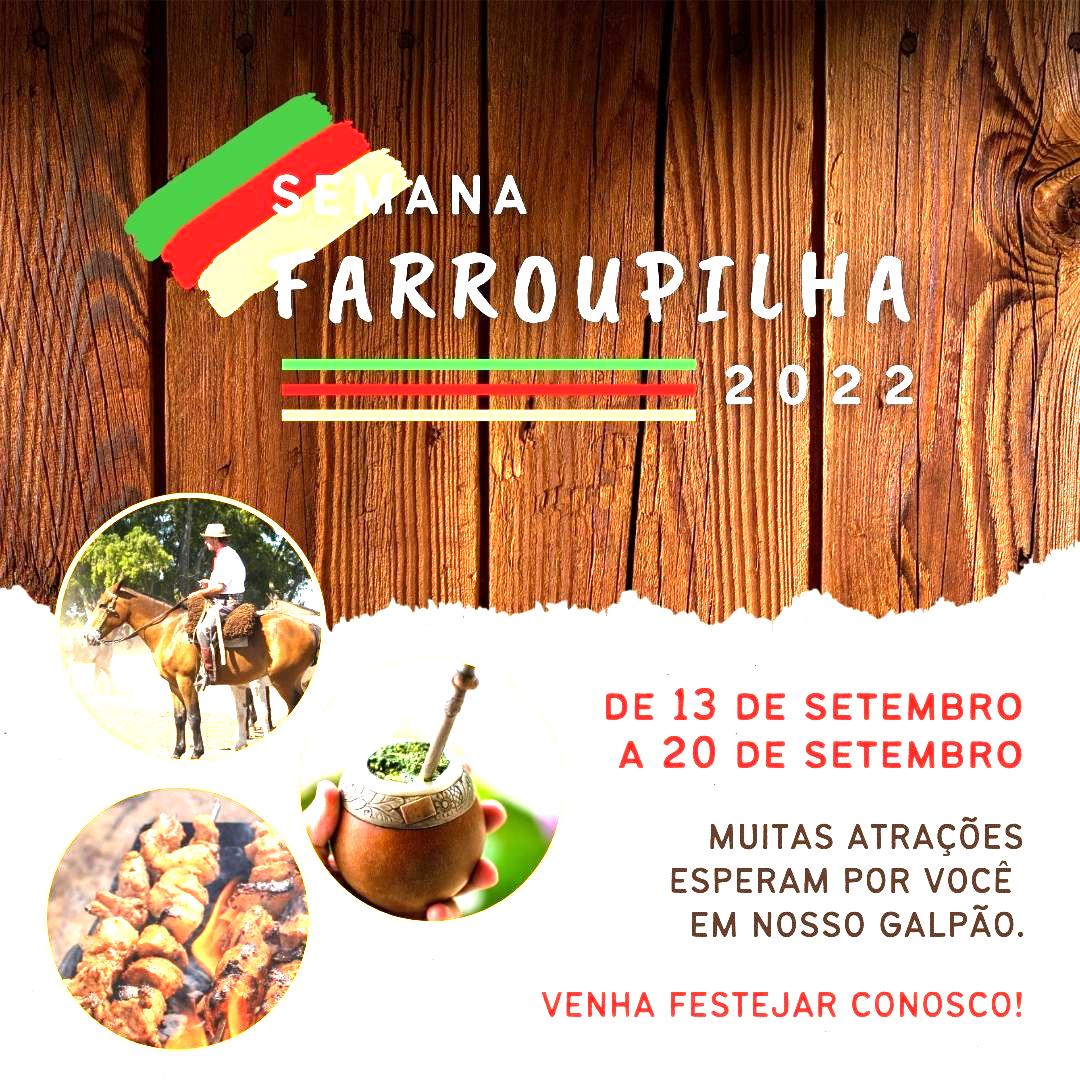 SEMANA
FARROUPILHA
2022
DE 13 DE SETEMBRO
A 20 DE SETEMBRO
MUITAS ATRAÇÕES
ESPERAM POR VOCÊ
EM NOSSO GALPÃO.
VENHA FESTEJAR CONOSCO!